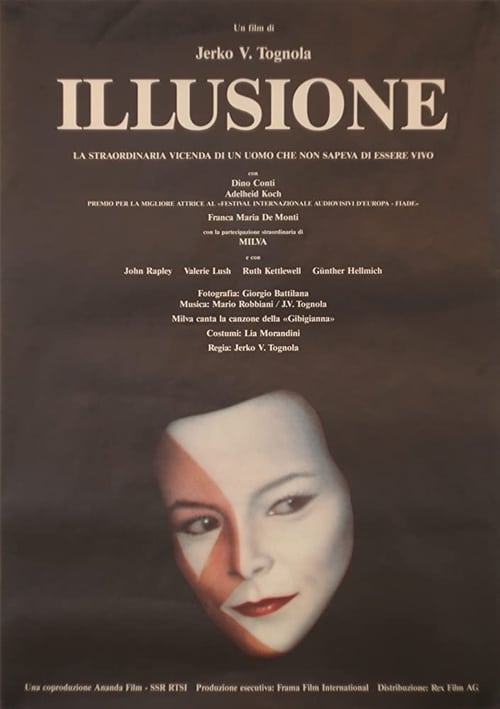 Un film di
Jerko V. Tognola
ILLUSIONE
LA STRAORDINARIA VICENDA DI UN UOMO CHE NON SAPEVA DI ESSERE VIVO
con
Dino Conti
Adelheid Koch
PREMIO PER LA MIGLIORE ATTRICE AL «FESTIVAL INTERNAZIONALE AUDIOVISIVI D'EUROPA - FIADE»
Franca Maria De Monti
con la partecipazione straordinaria di
MILVA
e con
John Rapley Valerie Lush Ruth Kettlewell Günther Hellmich
Fotografia: Giorgio Battilana
Musica: Mario Robbiani / J.V. Tognola
Milva canta la canzone della «Gibigianna»
Costumi: Lia Morandini
Regia: Jerko V. Tognola
Una coproduzione Ananda Film - SSR RTSI Produzione esecutiva: Frama Film International Distribuzione: Rex Film AG